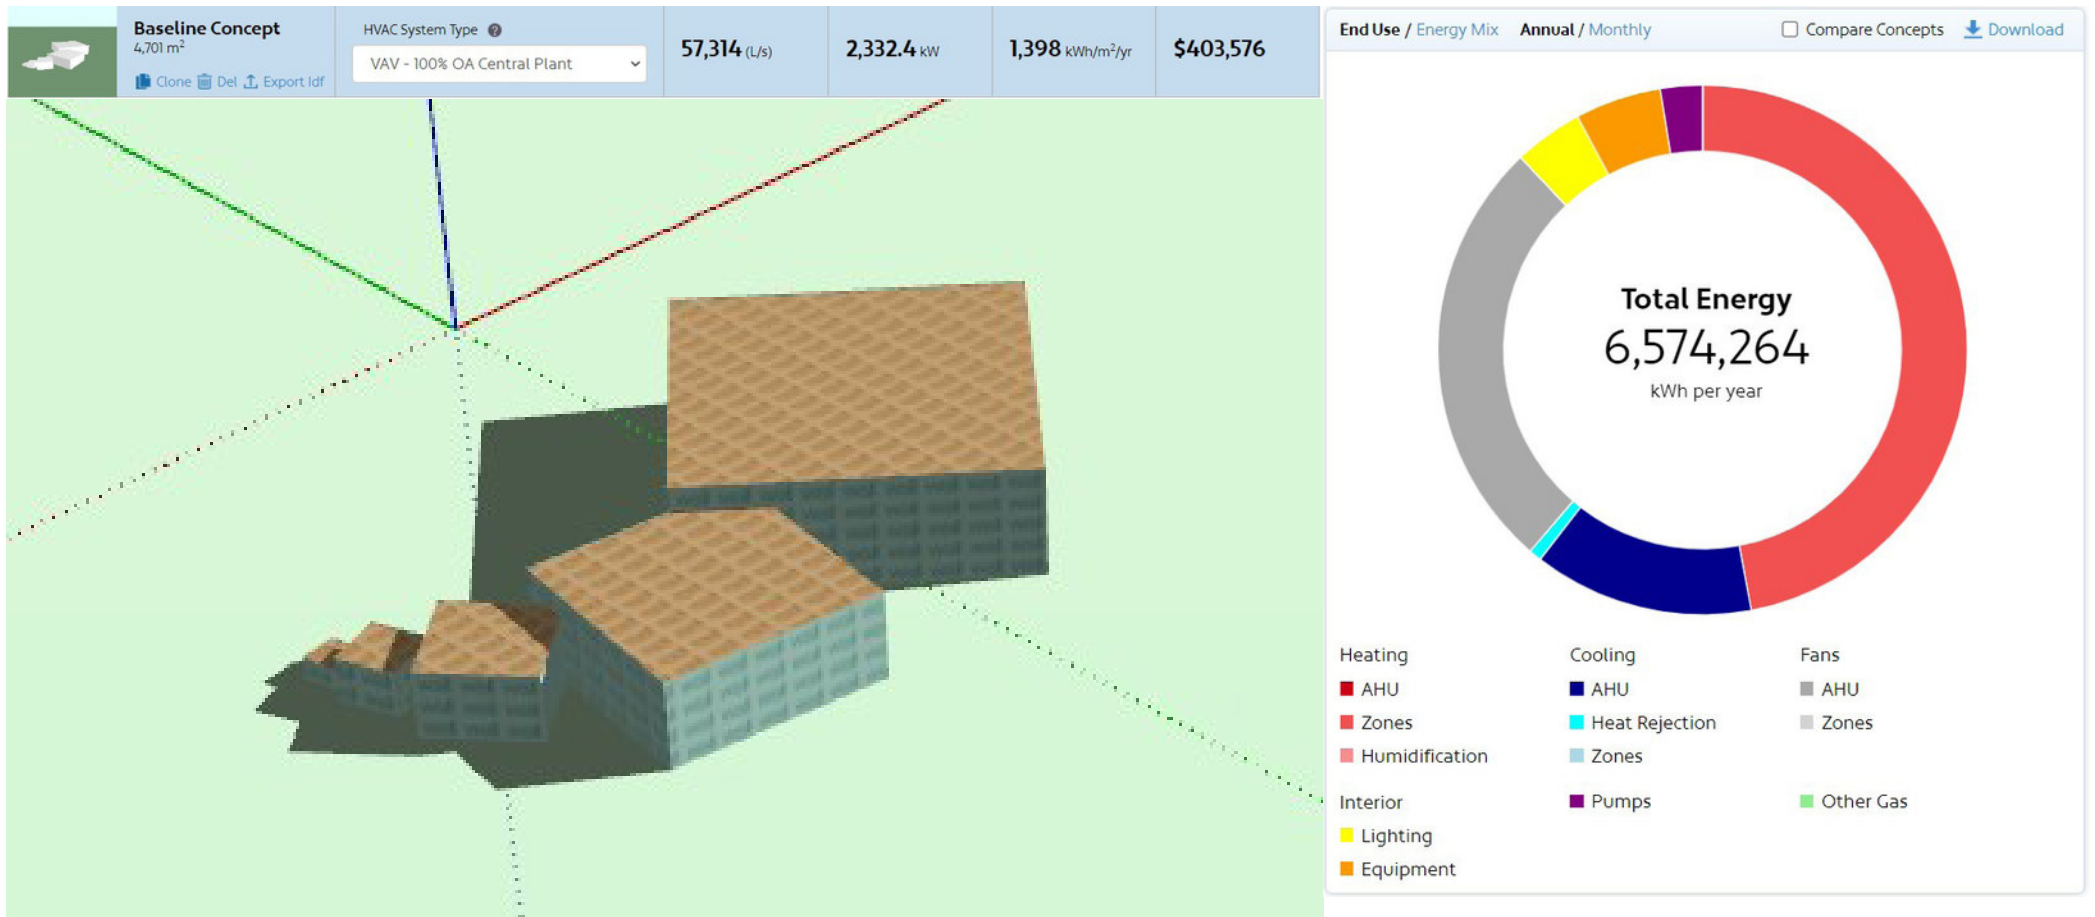 Baseline Concept
4,701 m²
Clone Del Export Idf
HVAC System Type ?
VAV - 100% OA Central Plant
57,314 (L/s)
2,332.4 kW
1,398 kWh/m²/yr
$403,576
End Use / Energy Mix Annual / Monthly Compare Concepts Download
Total Energy
6,574,264
kWh per year
Heating
AHU
Zones
Humidification
Cooling
AHU
Heat Rejection
Zones
Fans
AHU
Zones
Interior
Lighting
Equipment
Pumps
Other Gas